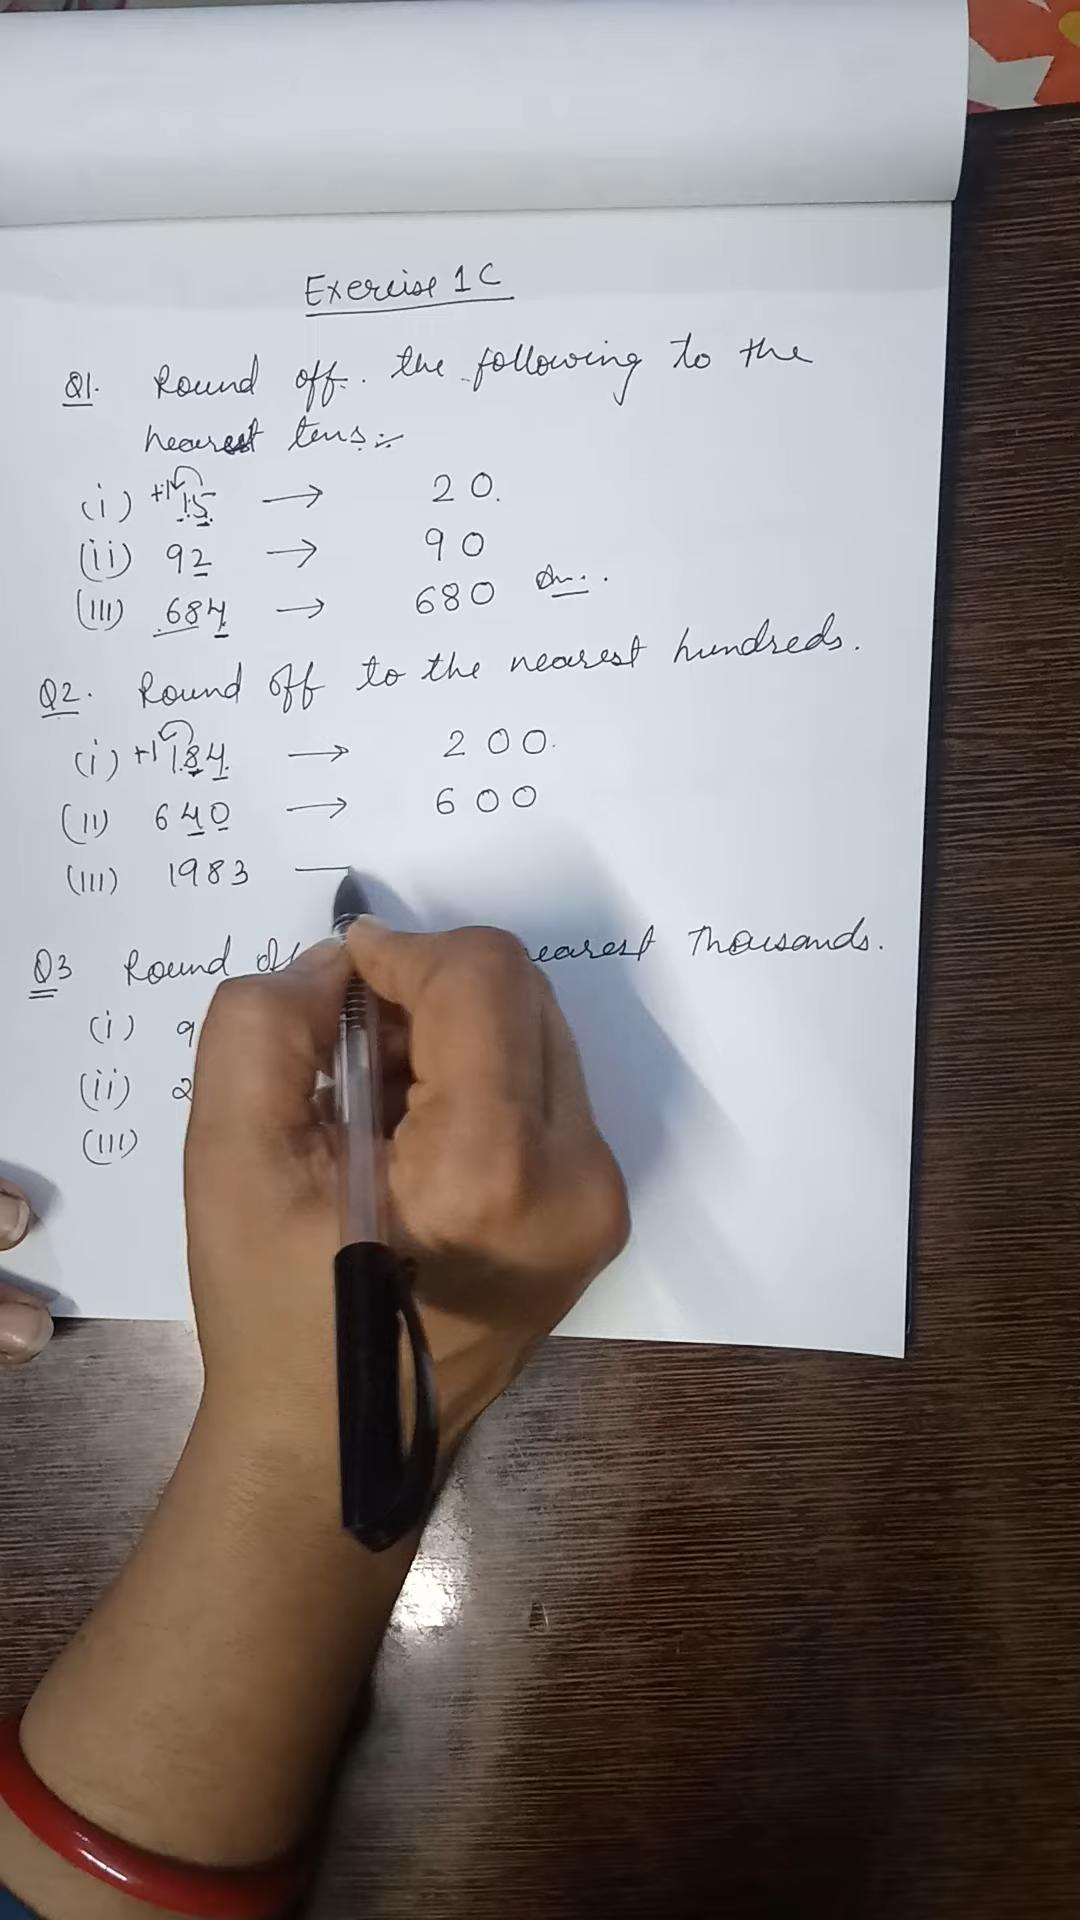 Exercise 1C
Q1. Round off the following to the
nearest tens:-
(i) +1 15 → 20.
(ii) 92 → 90
(III) 684 → 680 Ans.
Q2. Round off to the nearest hundreds.
(i) +1 184 → 200.
(II) 640 → 600
(III) 1983 —
Q3 Round nearest Thousands.
(i) 9
(ii) 2
(III)